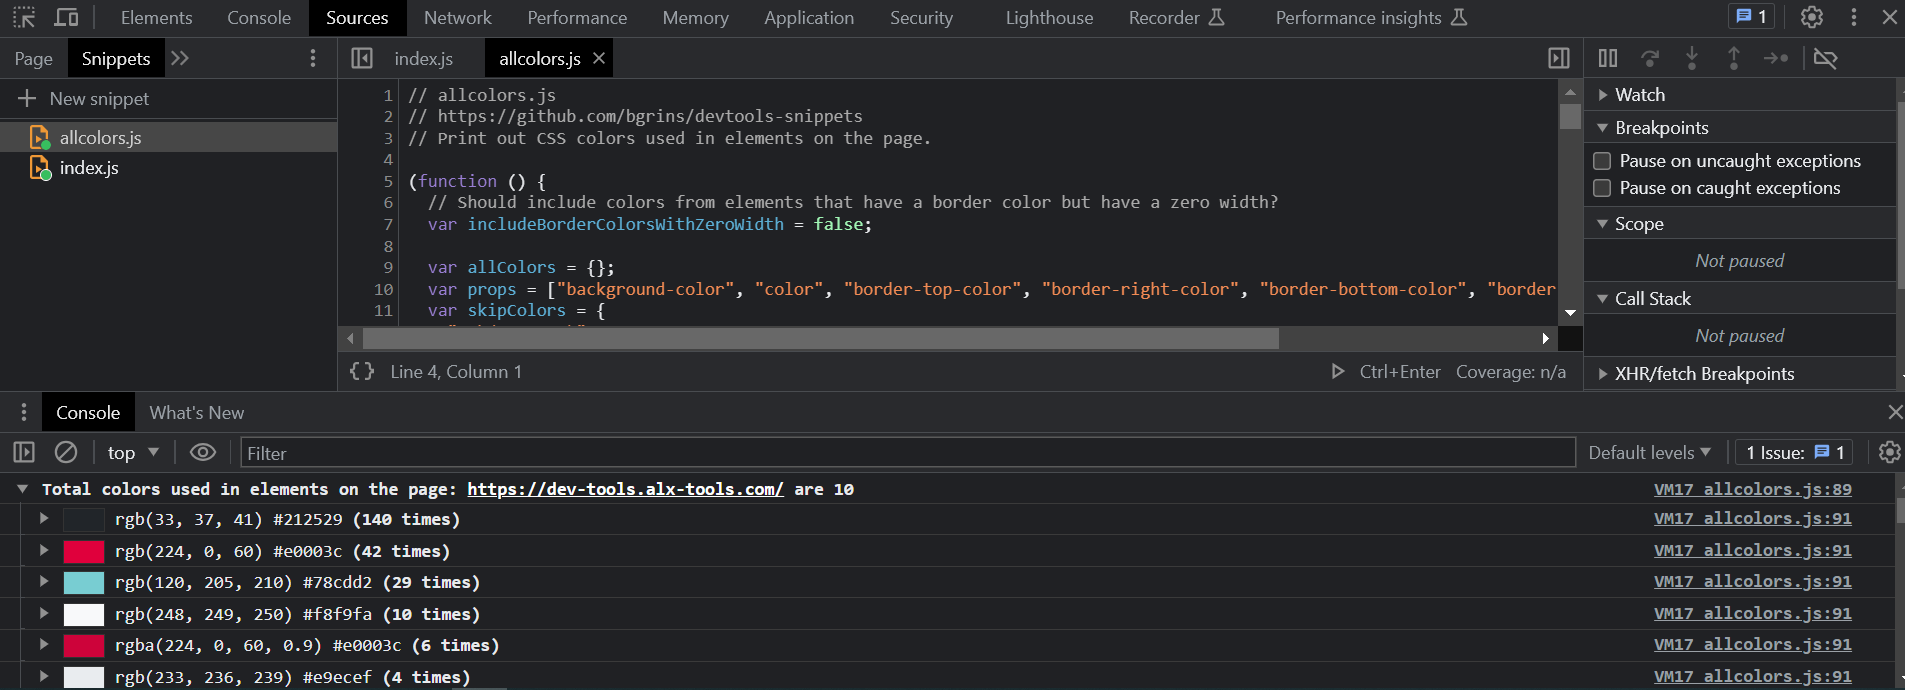 Elements Console Sources Network Performance Memory Application Security Lighthouse Recorder Performance insights 1
Page Snippets
New snippet
allcolors.js
index.js
index.js allcolors.js
1 // allcolors.js
2 // https://github.com/bgrins/devtools-snippets
3 // Print out CSS colors used in elements on the page.
4
5 (function () {
6 // Should include colors from elements that have a border color but have a zero width?
7 var includeBorderColorsWithZeroWidth = false;
8
9 var allColors = {};
10 var props = ["background-color", "color", "border-top-color", "border-right-color", "border-bottom-color", "border
11 var skipColors = {
{} Line 4, Column 1 Ctrl+Enter Coverage: n/a
Watch
Breakpoints
Pause on uncaught exceptions
Pause on caught exceptions
Scope
Not paused
Call Stack
Not paused
XHR/fetch Breakpoints
Console What's New
top Filter Default levels 1 Issue: 1
Total colors used in elements on the page: https://dev-tools.alx-tools.com/ are 10 VM17 allcolors.js:89
rgb(33, 37, 41) #212529 (140 times) VM17 allcolors.js:91
rgb(224, 0, 60) #e0003c (42 times) VM17 allcolors.js:91
rgb(120, 205, 210) #78cdd2 (29 times) VM17 allcolors.js:91
rgb(248, 249, 250) #f8f9fa (10 times) VM17 allcolors.js:91
rgba(224, 0, 60, 0.9) #e0003c (6 times) VM17 allcolors.js:91
rgb(233, 236, 239) #e9ecef (4 times) VM17 allcolors.js:91